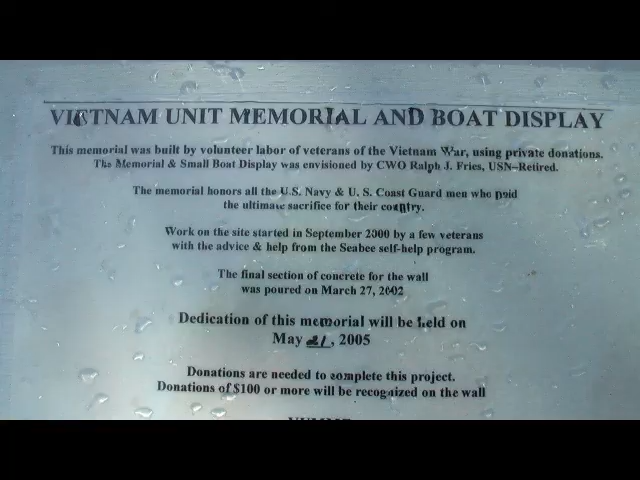 VIETNAM UNIT MEMORIAL AND BOAT DISPLAY
This memorial was built by volunteer labor of veterans of the Vietnam War, using private donations.
The Memorial & Small Boat Display was envisioned by CWO Ralph J. Fries, USN-Retired.
The memorial honors all the U.S. Navy & U. S. Coast Guard men who paid
the ultimate sacrifice for their country.
Work on the site started in September 2000 by a few veterans
with the advice & help from the Seabee self-help program.
The final section of concrete for the wall
was poured on March 27, 2002
Dedication of this memorial will be held on
May 21, 2005
Donations are needed to complete this project.
Donations of $100 or more will be recognized on the wall